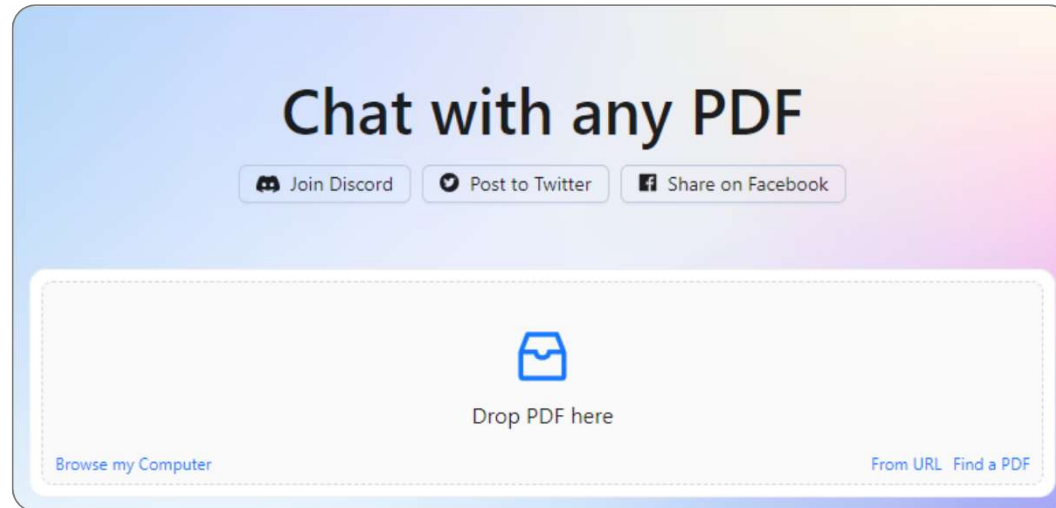 Chat with any PDF
Join Discord Post to Twitter Share on Facebook
Drop PDF here
Browse my Computer From URL Find a PDF